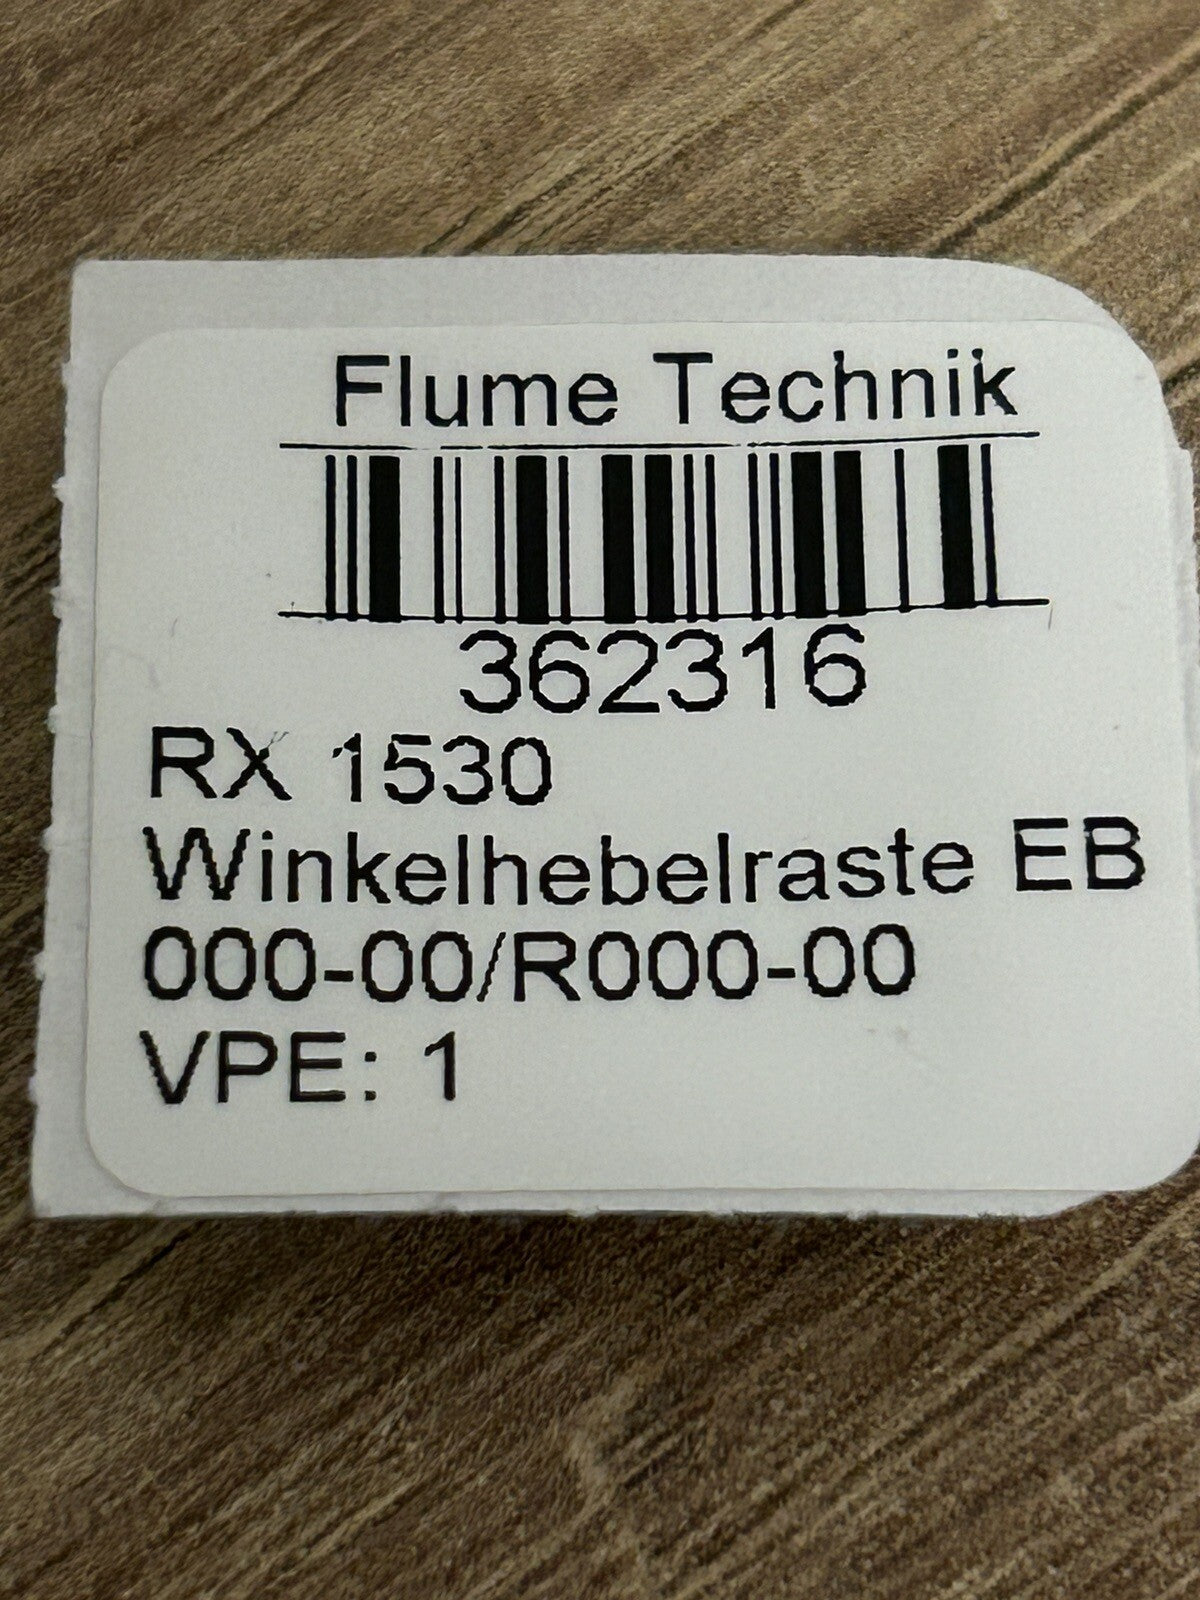 Flume Technik
362316
RX 1530
Winkelhebelraste EB
000-00/R000-00
VPE: 1